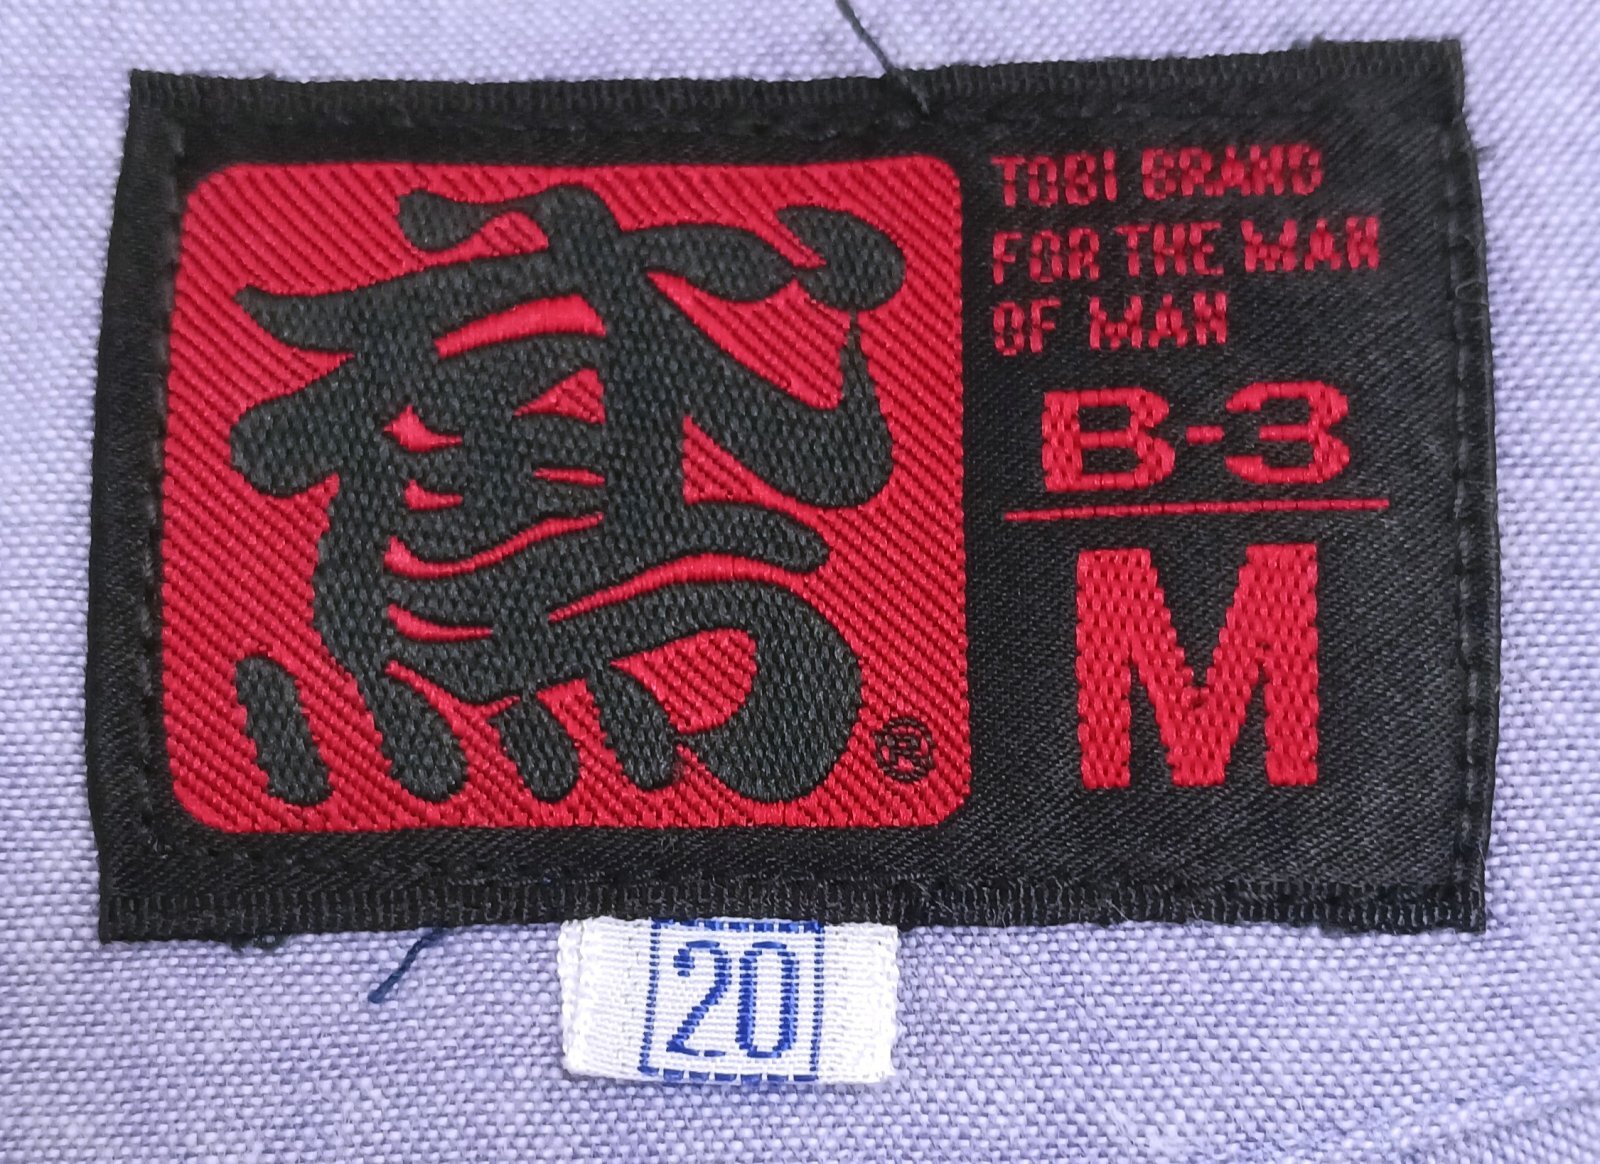 鳶
®
TOBI BRAND
FOR THE MAN
OF MAN
B-3
M
20